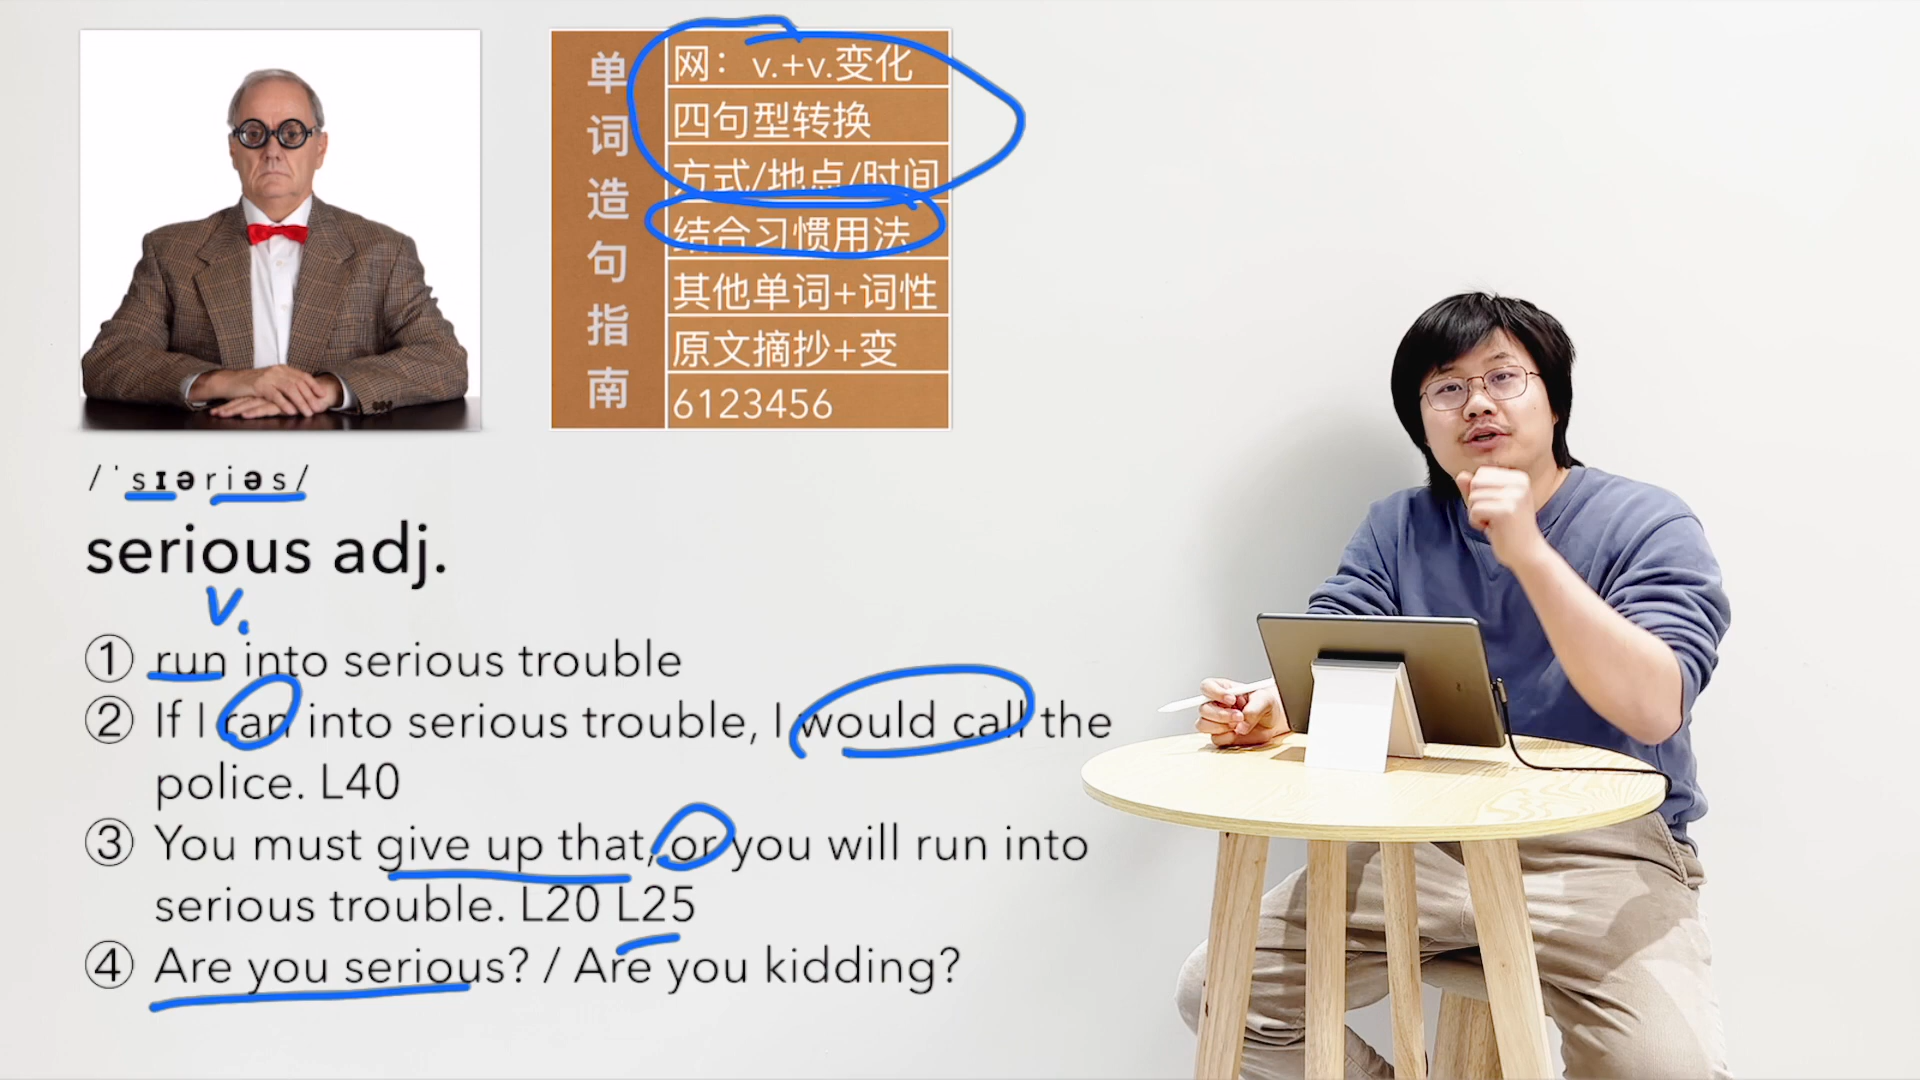 单词造句指南
网：v.+v.变化
四句型转换
方式/地点/时间
结合习惯用法
其他单词+词性
原文摘抄+变
6123456
/ˈsɪəriəs/
serious adj.
v.
① run into serious trouble
② If I ran into serious trouble, I would call the
police. L40
③ You must give up that, or you will run into
serious trouble. L20 L25
④ Are you serious? / Are you kidding?